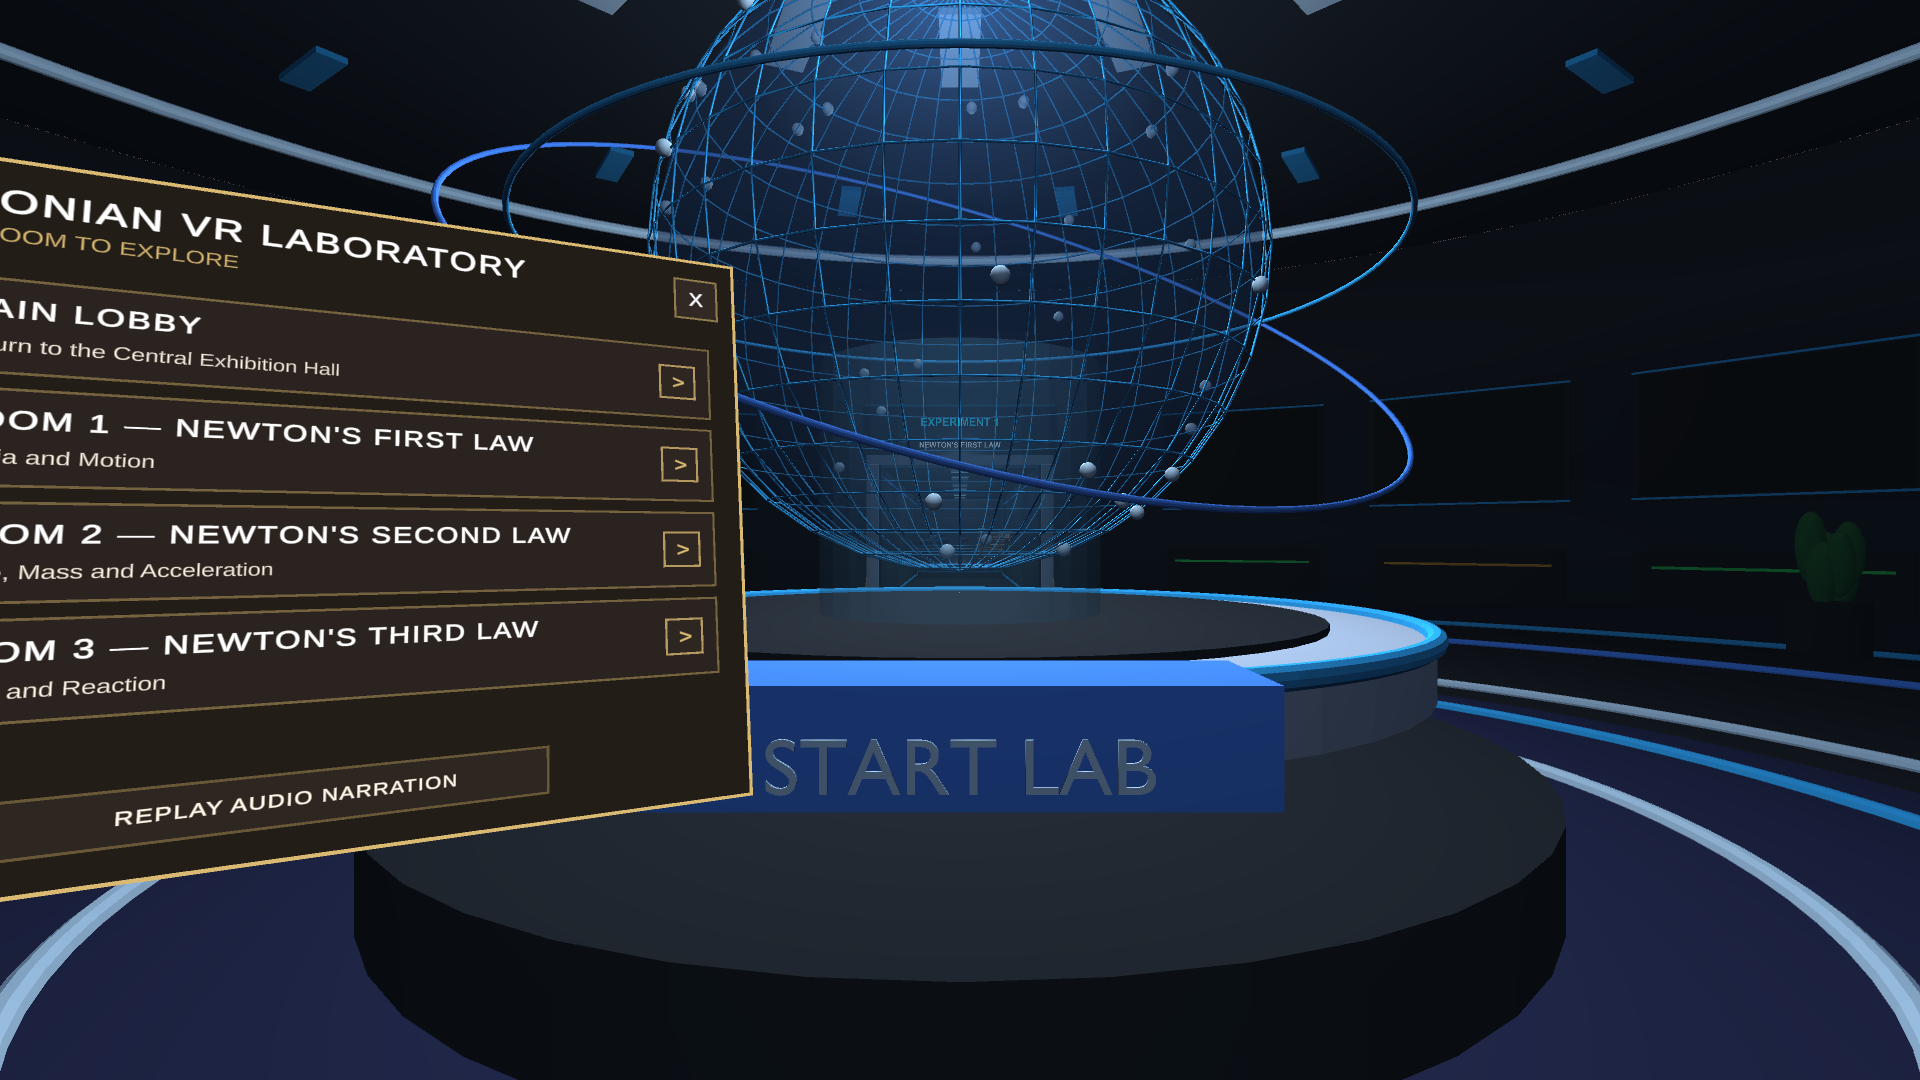 ONIAN VR LABORATORY
OOM TO EXPLORE
X
AIN LOBBY
urn to the Central Exhibition Hall
>
OOM 1 — NEWTON'S FIRST LAW
ia and Motion
>
OM 2 — NEWTON'S SECOND LAW
, Mass and Acceleration
>
OM 3 — NEWTON'S THIRD LAW
and Reaction
>
REPLAY AUDIO NARRATION
EXPERIMENT 1
NEWTON'S FIRST LAW
START LAB